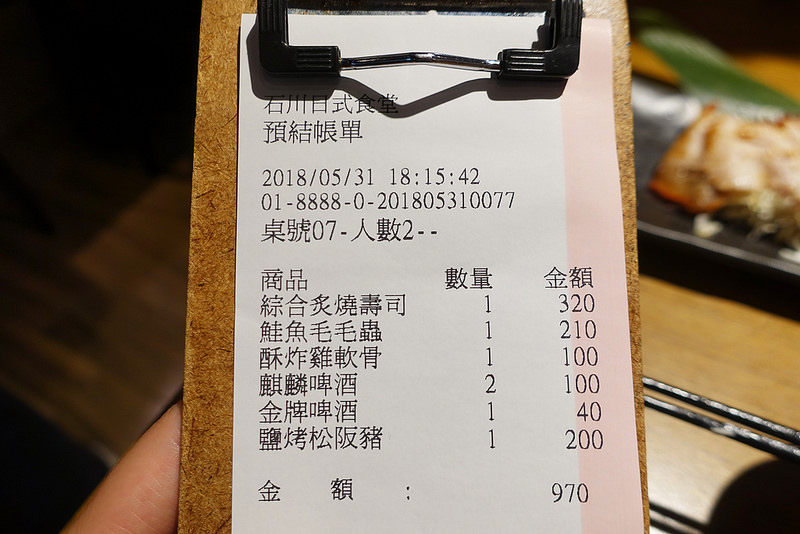 石川日式食堂
預結帳單
2018/05/31 18:15:42
01-8888-0-201805310077
桌號07-人數2--
商品 數量 金額
綜合炙燒壽司 1 320
鮭魚毛毛蟲 1 210
酥炸雞軟骨 1 100
麒麟啤酒 2 100
金牌啤酒 1 40
鹽烤松阪豬 1 200
金 額 : 970